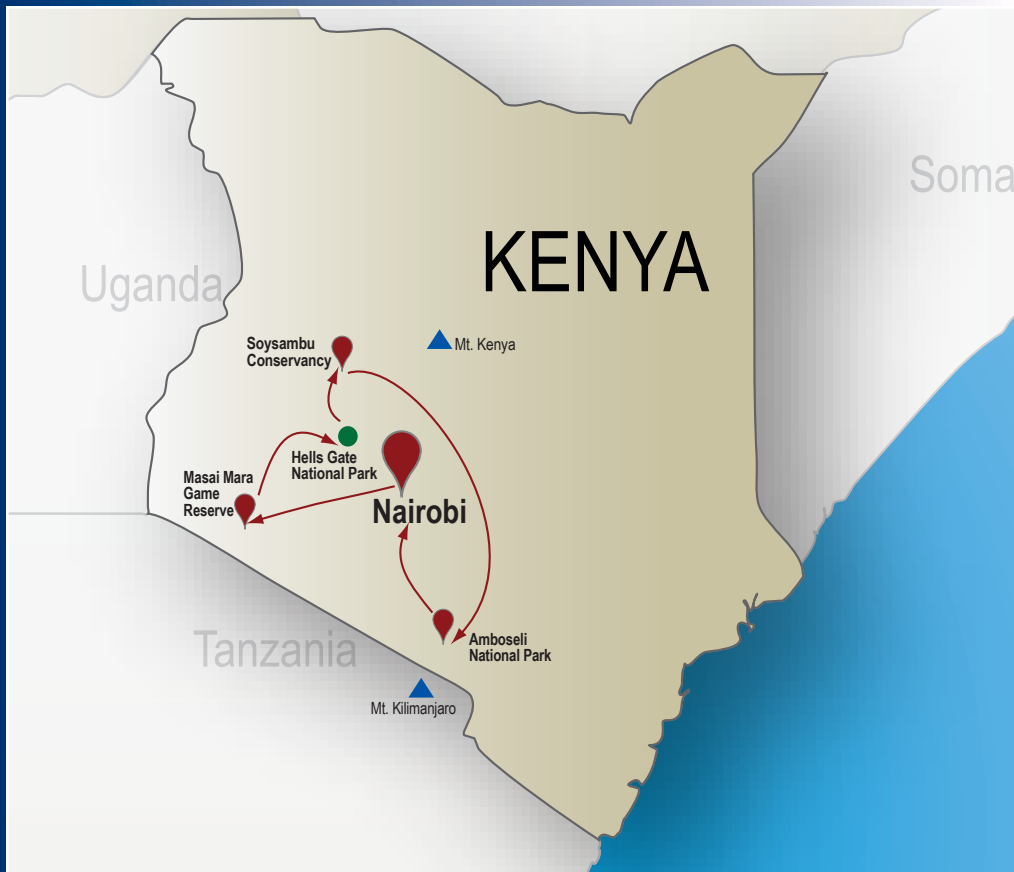 Soma
KENYA
Uganda
Soysambu
Conservancy
Mt. Kenya
Hells Gate
National Park
Masai Mara
Game
Reserve
Nairobi
Tanzania
Amboseli
National Park
Mt. Kilimanjaro